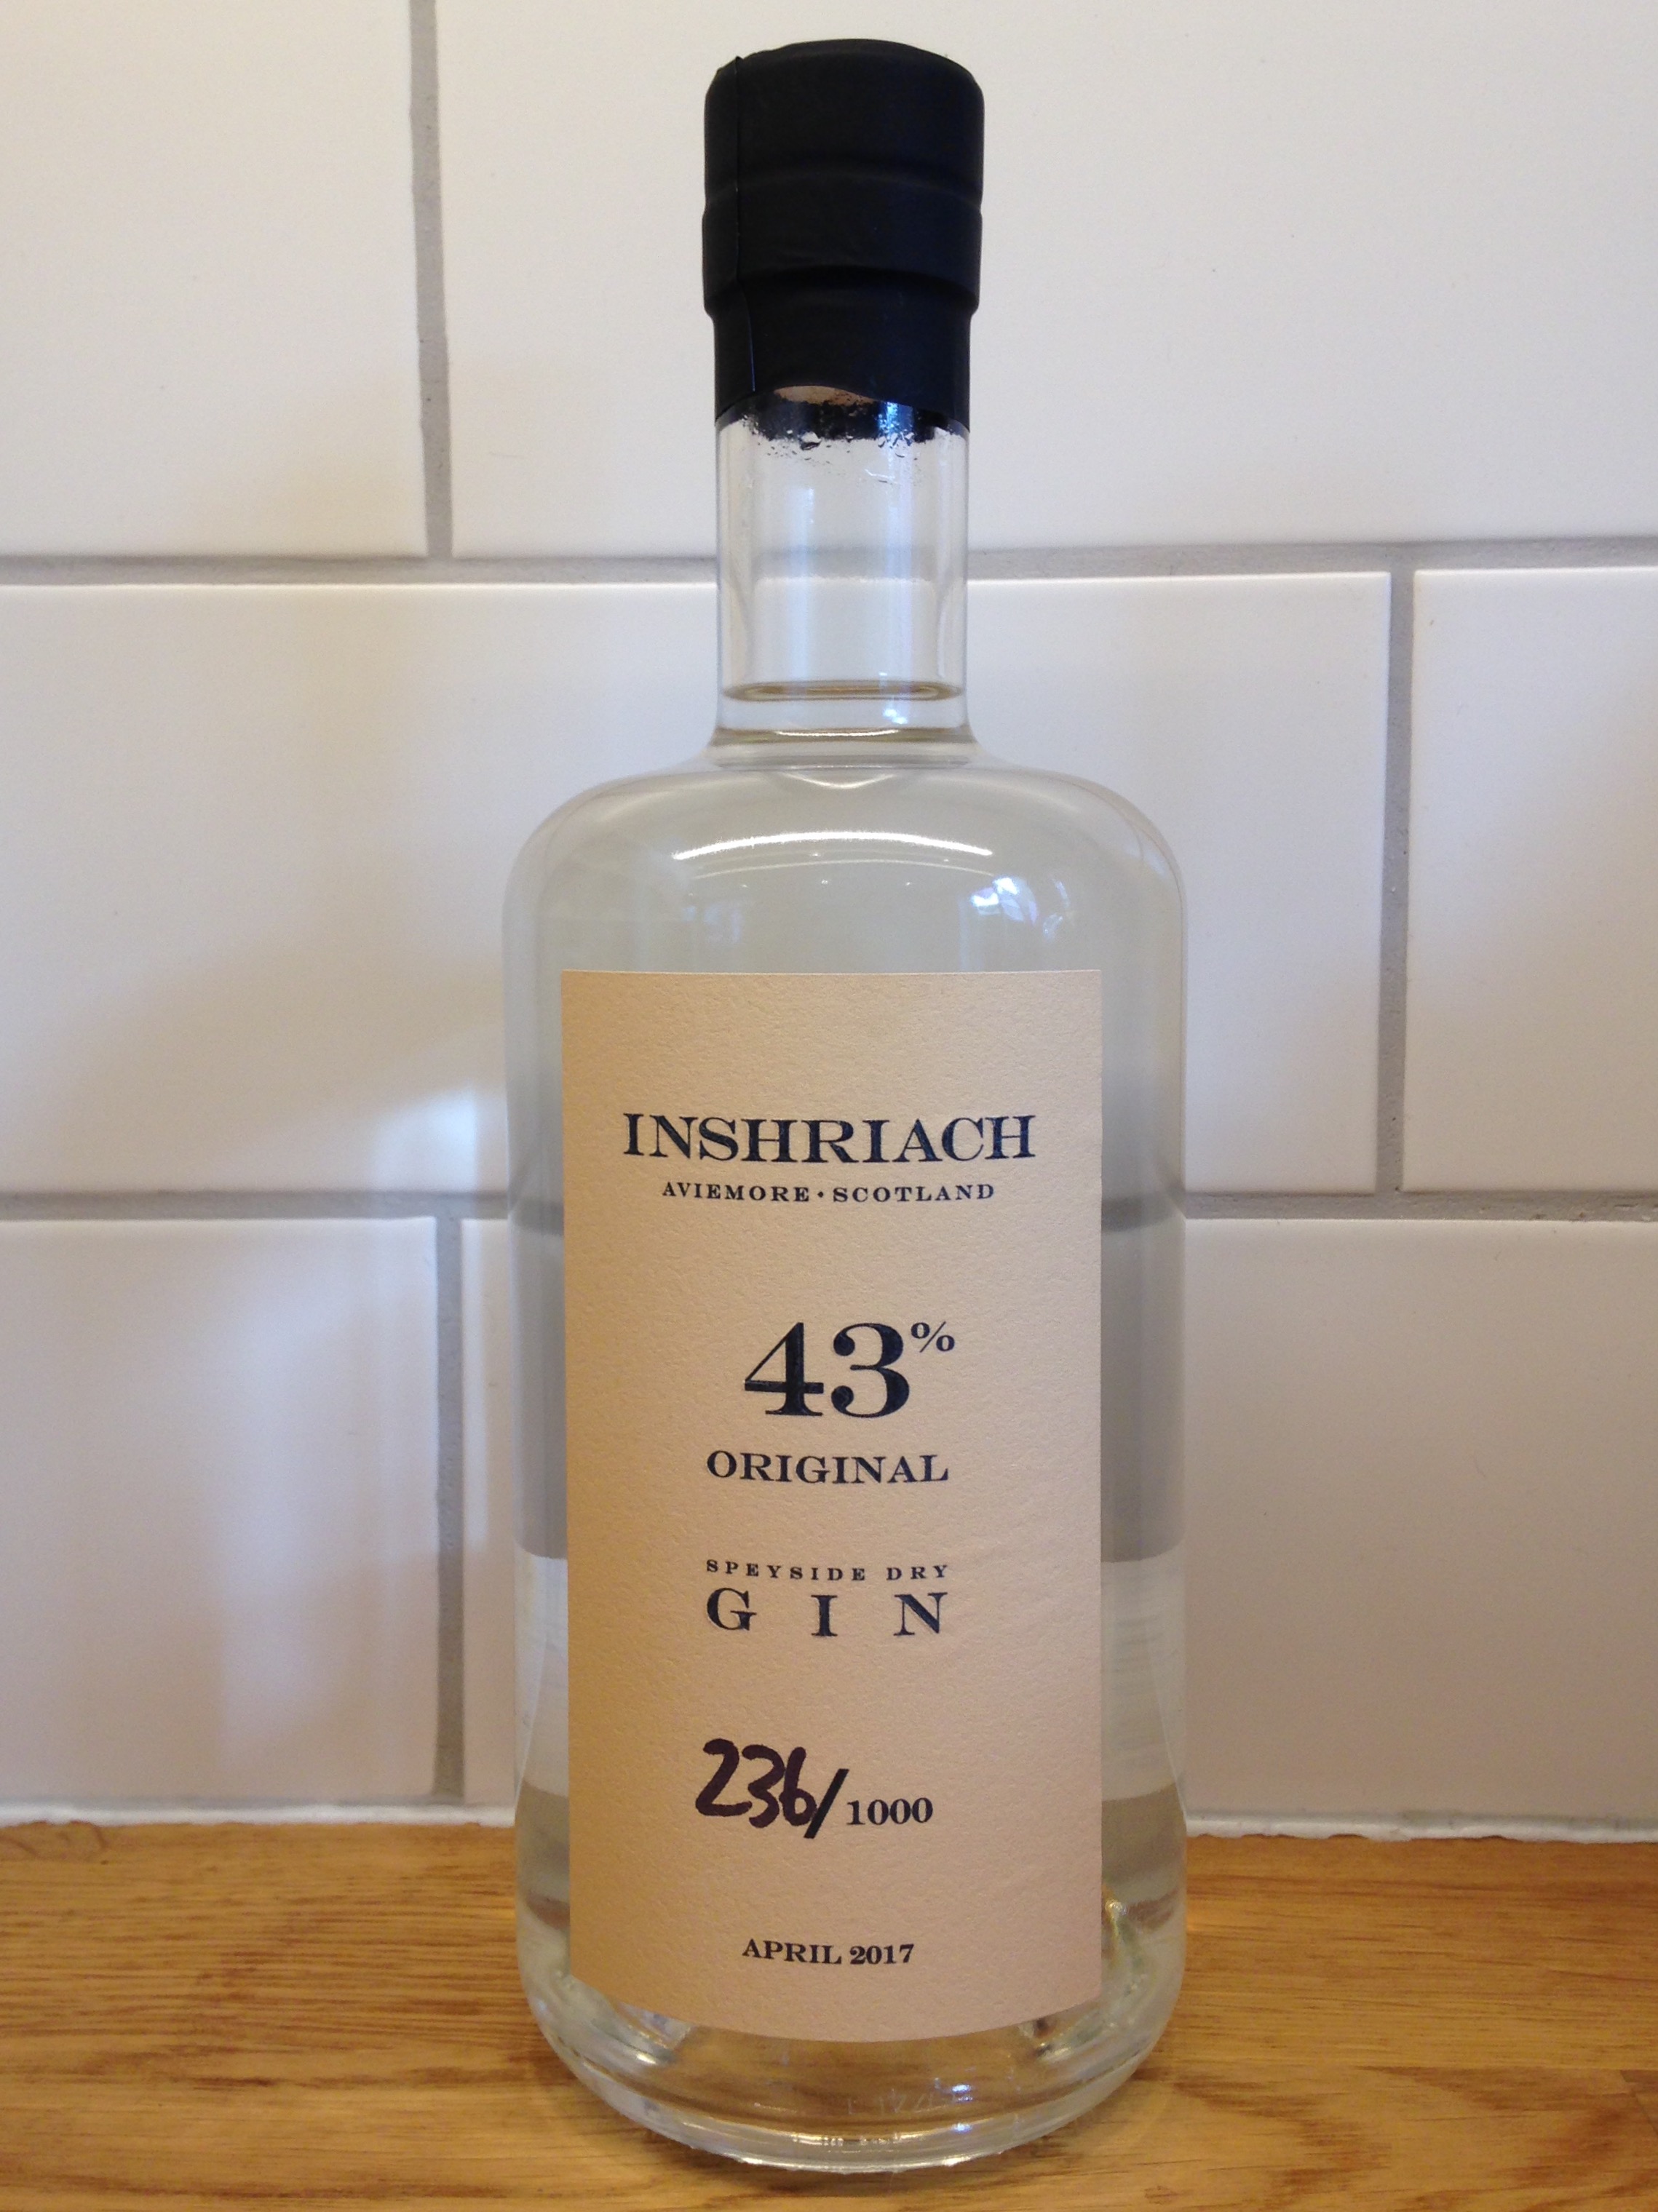 INSHRIACH
AVIEMORE • SCOTLAND
43%
ORIGINAL
SPEYSIDE DRY
GIN
236/1000
APRIL 2017